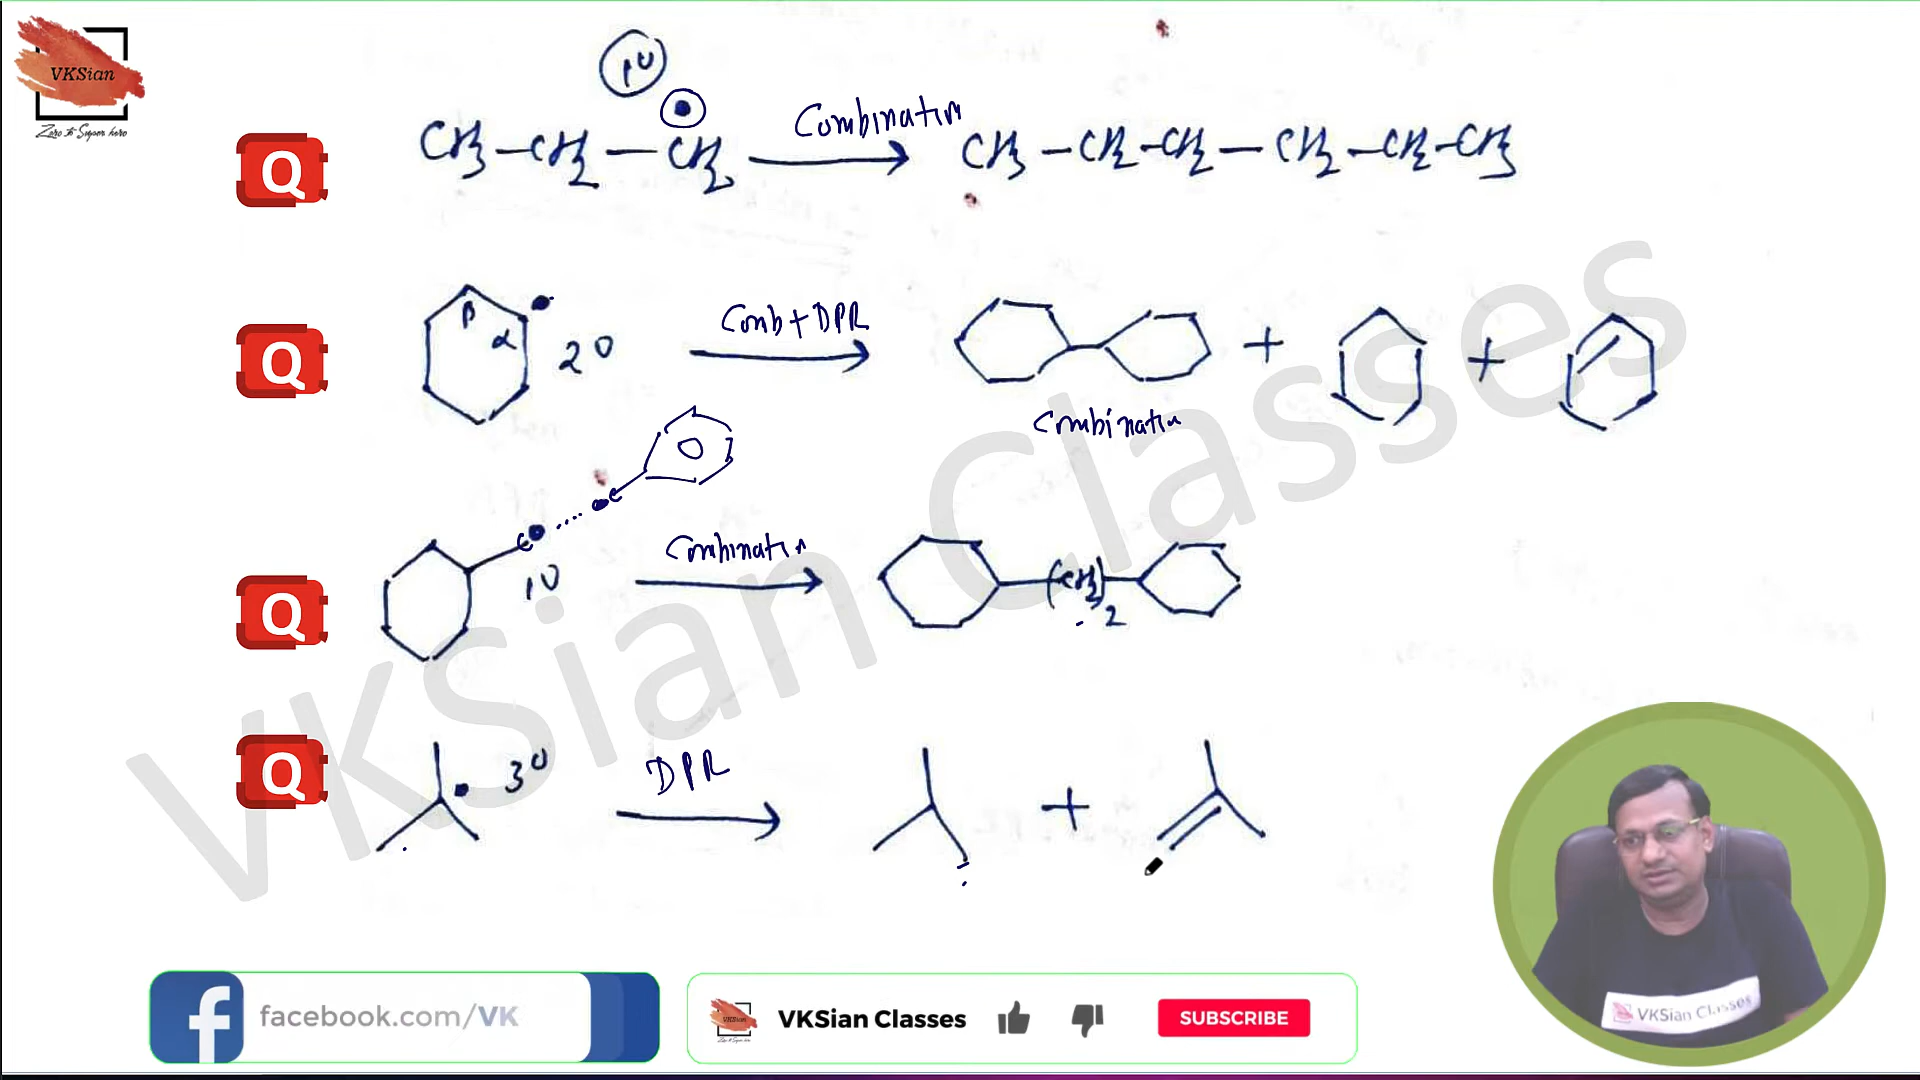 VKSian
Zero to Super hero
1°
Q
CH3 – CH2 – CH2 Combination CH3 – CH2 – CH2 – CH2 – CH2 – CH3
Q
β α 2° Comb + DPR + +
Combination
Q
1° Combination (CH2)2
Q
3° DPR +
VKSian Classes
facebook.com/VK
VKSian
VKSian Classes
SUBSCRIBE
VKSian Classes